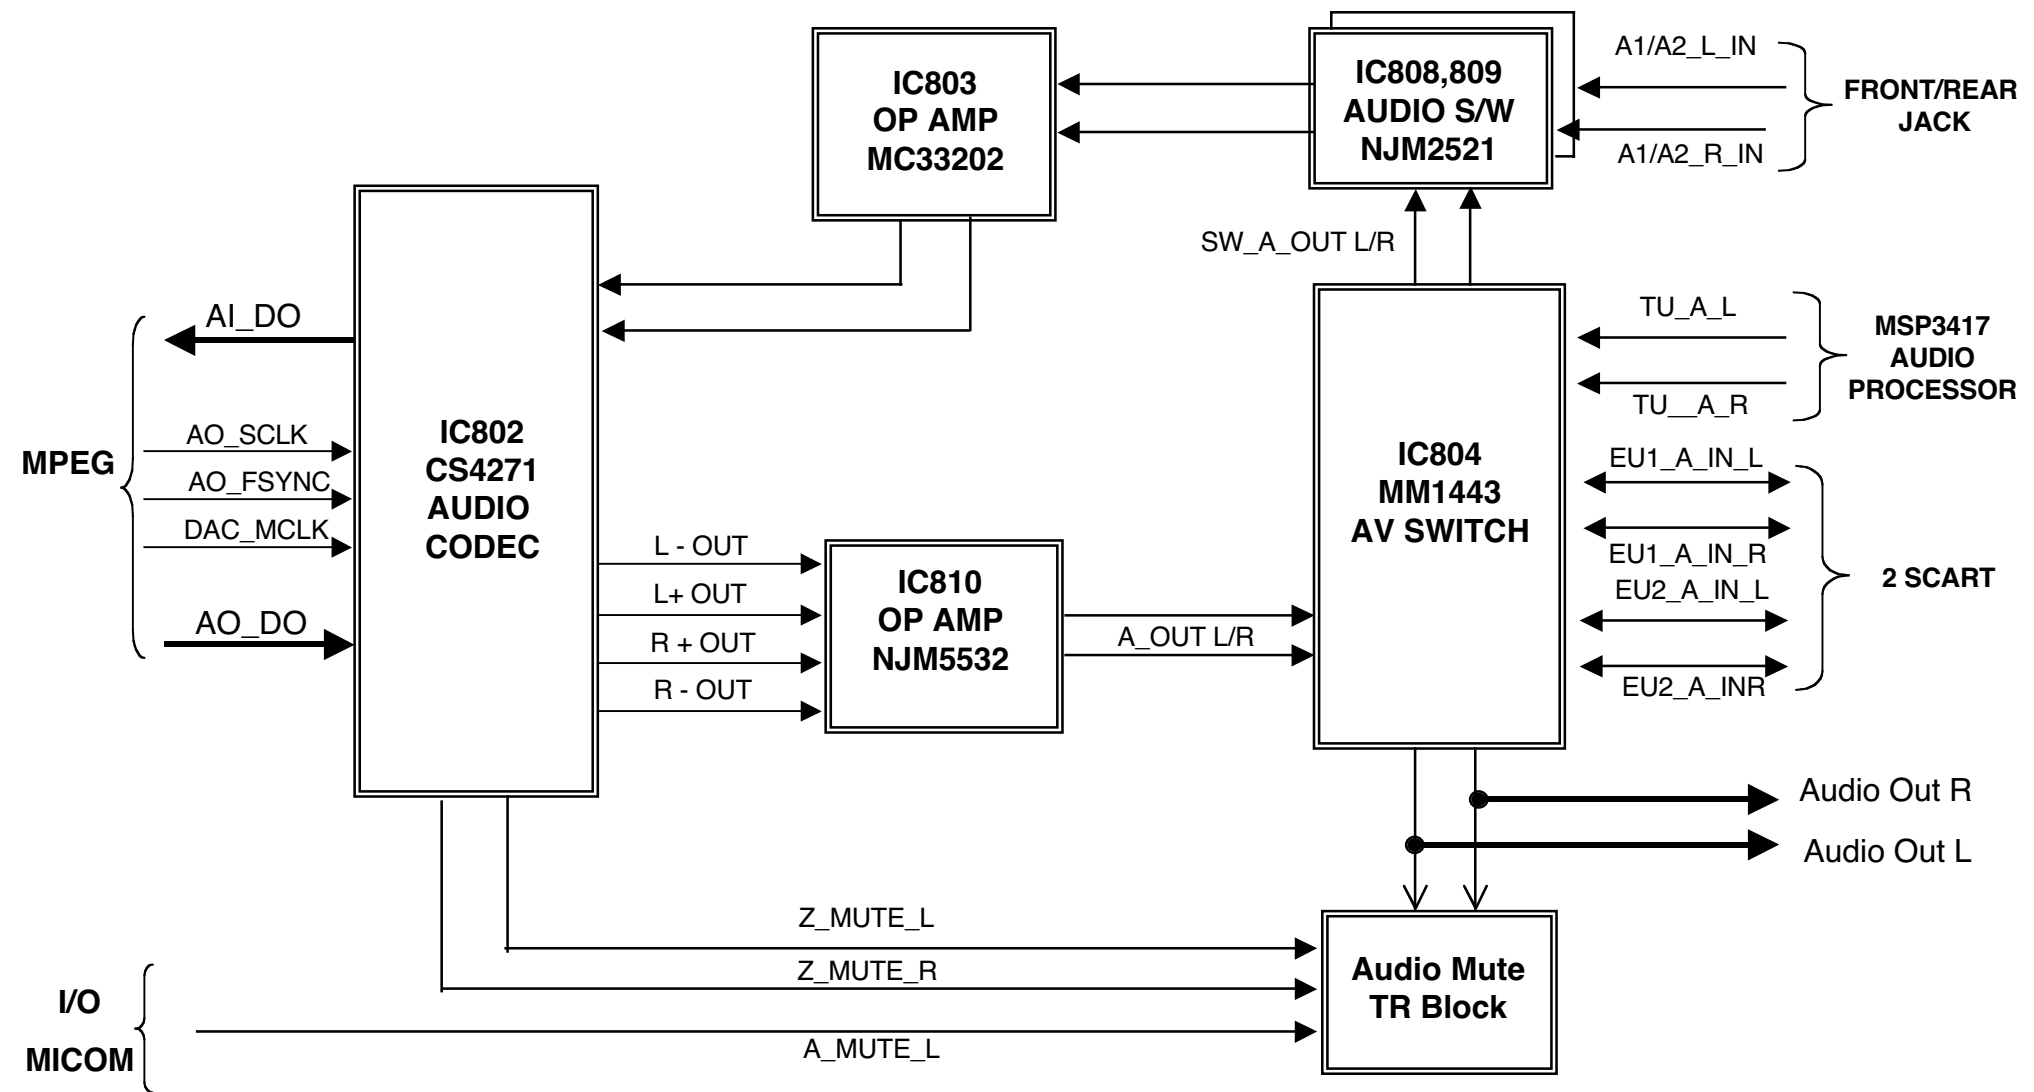 IC803
OP AMP
MC33202
IC808,809
AUDIO S/W
NJM2521
A1/A2_L_IN
A1/A2_R_IN
FRONT/REAR
JACK
SW_A_OUT L/R
AI_DO
AO_SCLK
AO_FSYNC
DAC_MCLK
AO_DO
MPEG
IC802
CS4271
AUDIO
CODEC
L - OUT
L+ OUT
R + OUT
R - OUT
IC810
OP AMP
NJM5532
A_OUT L/R
IC804
MM1443
AV SWITCH
TU_A_L
TU__A_R
MSP3417
AUDIO
PROCESSOR
EU1_A_IN_L
EU1_A_IN_R
EU2_A_IN_L
EU2_A_INR
2 SCART
Audio Out R
Audio Out L
Z_MUTE_L
Z_MUTE_R
A_MUTE_L
I/O
MICOM
Audio Mute
TR Block